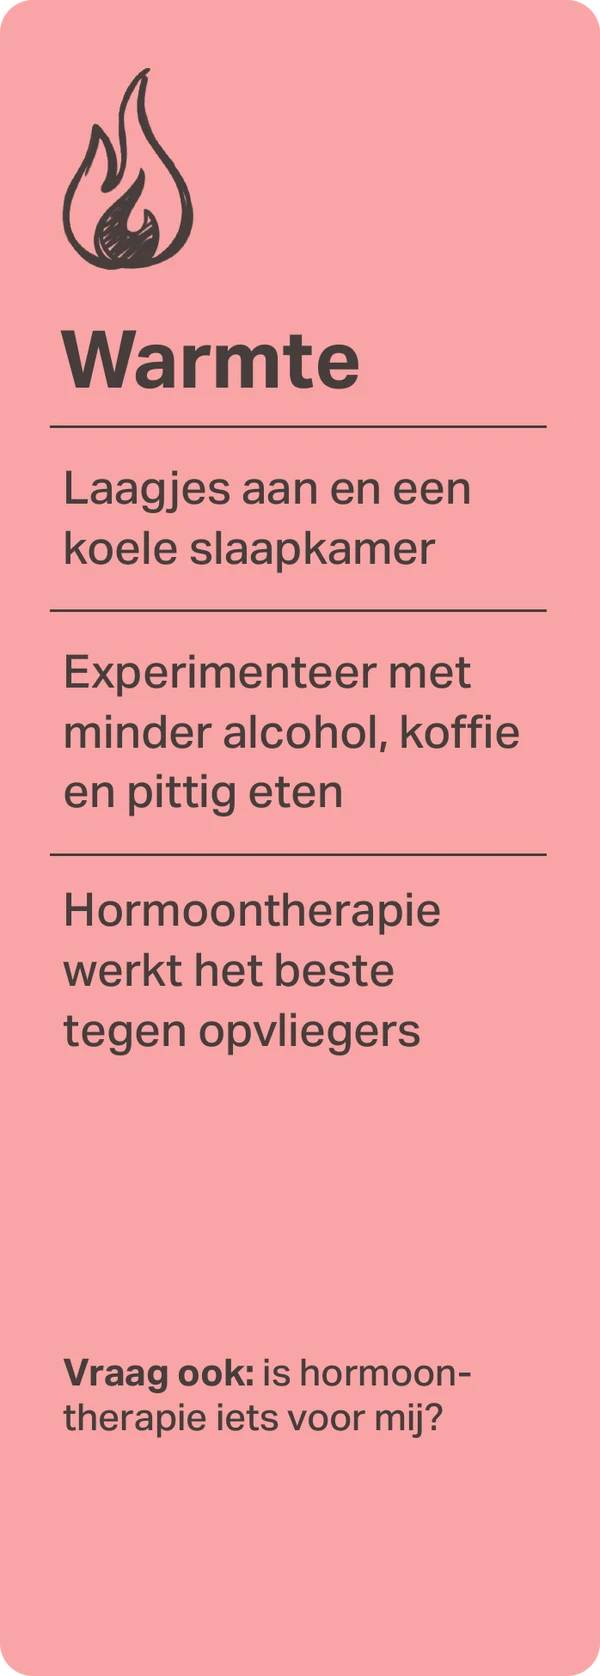 Warmte
Laagjes aan en een
koele slaapkamer
Experimenteer met
minder alcohol, koffie
en pittig eten
Hormoontherapie
werkt het beste
tegen opvliegers
Vraag ook: is hormoon-
therapie iets voor mij?